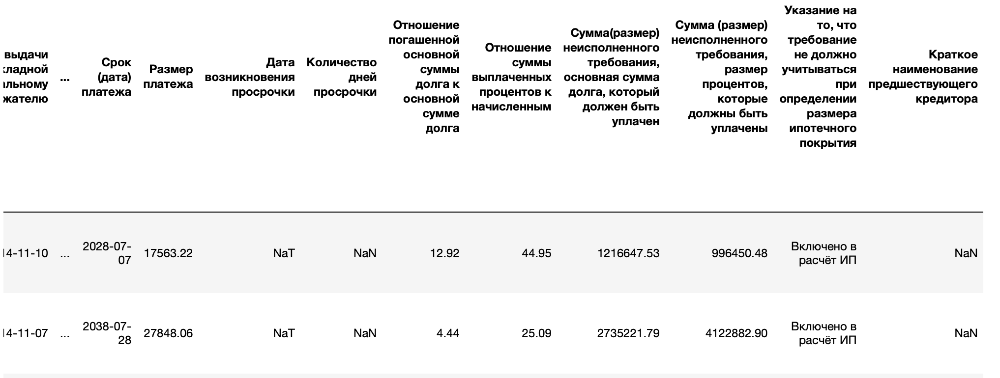 выдачи
...
Срок
(дата)
платежа
Размер
платежа
Дата
возникновения
просрочки
Количество
дней
просрочки
Отношение
погашенной
основной
суммы
долга к
основной
сумме
долга
Отношение
суммы
выплаченных
процентов к
начисленным
Сумма(размер)
неисполненного
требования,
основная сумма
долга, который
должен быть
уплачен
Сумма (размер)
неисполненного
требования,
размер
процентов,
которые
должны быть
уплачены
Указание на
то, что
требование
не должно
учитываться
при
определении
размера
ипотечного
покрытия
Краткое
наименование
предшествующего
кредитора
14-11-10 ... 2028-07-
07 17563.22 NaT NaN 12.92 44.95 1216647.53 996450.48 Включено в
расчёт ИП NaN
14-11-07 ... 2038-07-
28 27848.06 NaT NaN 4.44 25.09 2735221.79 4122882.90 Включено в
расчёт ИП NaN